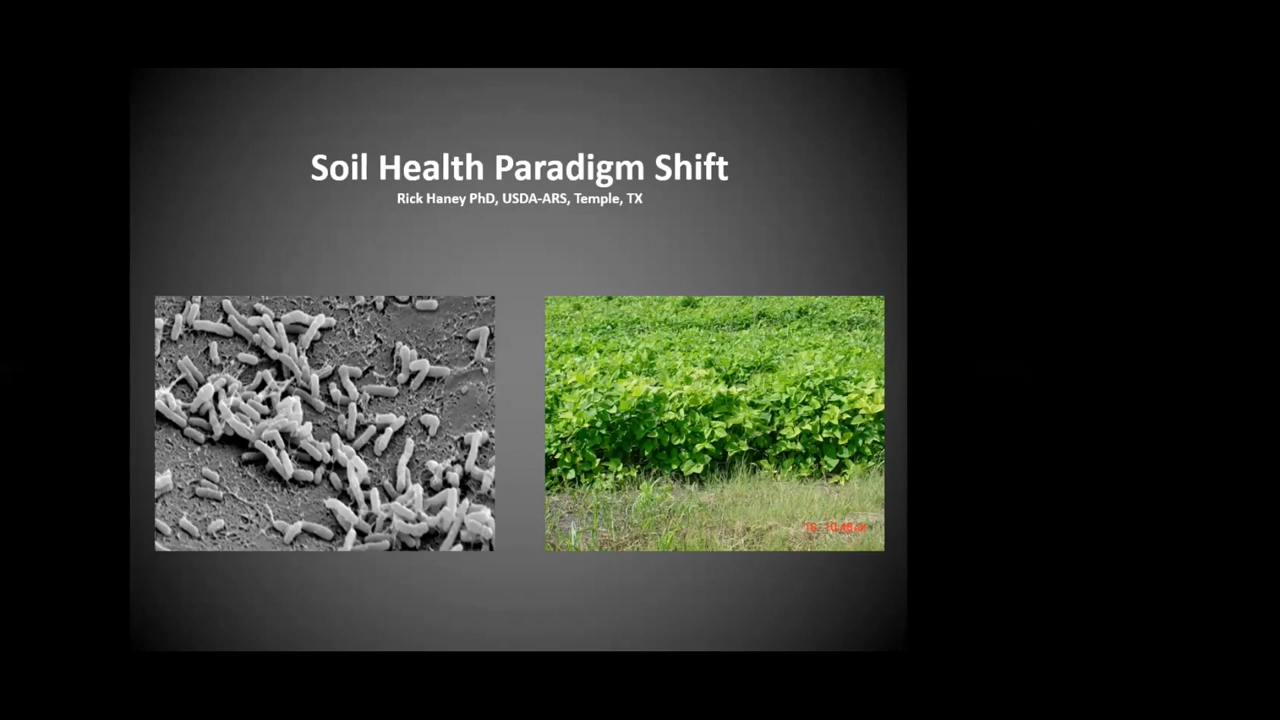 Soil Health Paradigm Shift
Rick Haney PhD, USDA-ARS, Temple, TX